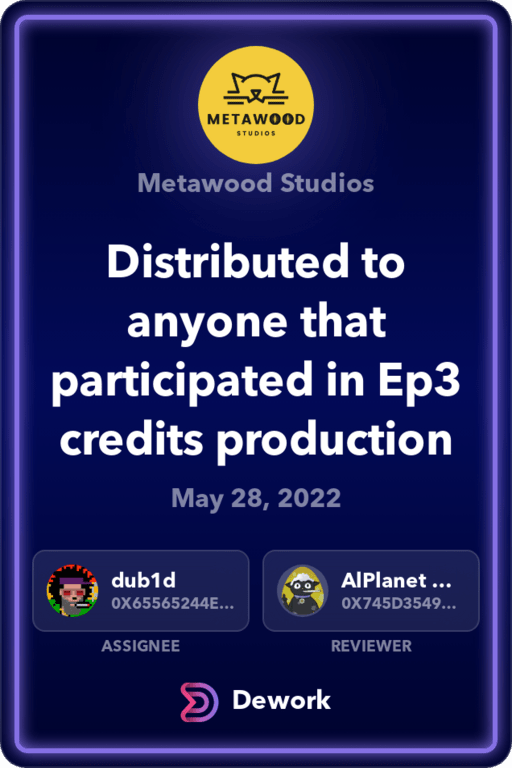 METAWOOD
STUDIOS
Metawood Studios
Distributed to
anyone that
participated in Ep3
credits production
May 28, 2022
dub1d
0X65565244E...
AlPlanet ...
0X745D3549...
ASSIGNEE
REVIEWER
Dework